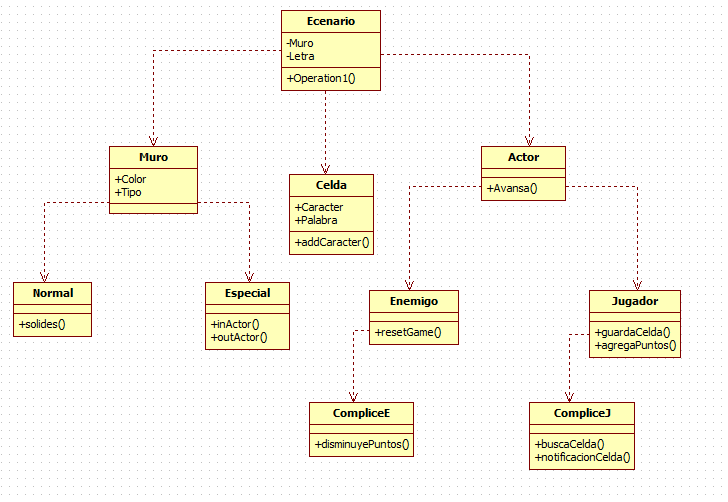 Ecenario
-Muro
-Letra
+Operation1()
Muro
+Color
+Tipo
Celda
+Caracter
+Palabra
+addCaracter()
Actor
+Avansa()
Normal
+solides()
Especial
+inActor()
+outActor()
Enemigo
+resetGame()
Jugador
+guardaCelda()
+agregaPuntos()
CompliceE
+disminuyePuntos()
CompliceJ
+buscaCelda()
+notificacionCelda()